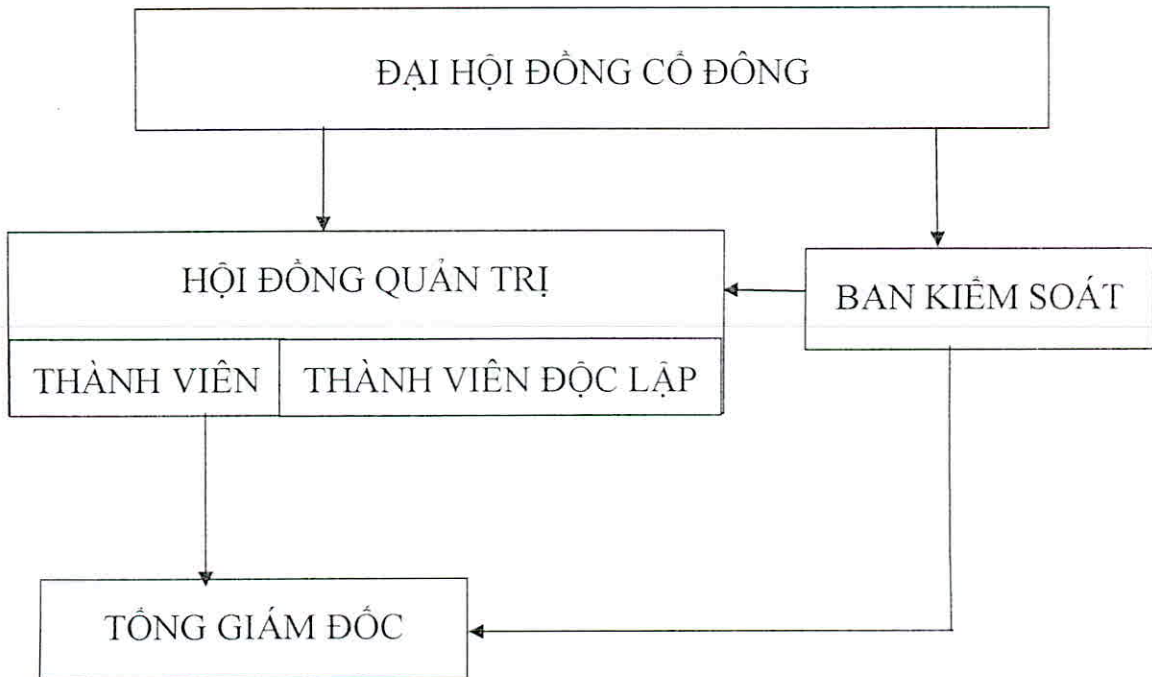 ĐẠI HỘI ĐỒNG CỔ ĐÔNG
HỘI ĐỒNG QUẢN TRỊ
BAN KIỂM SOÁT
THÀNH VIÊN
THÀNH VIÊN ĐỘC LẬP
TỔNG GIÁM ĐỐC